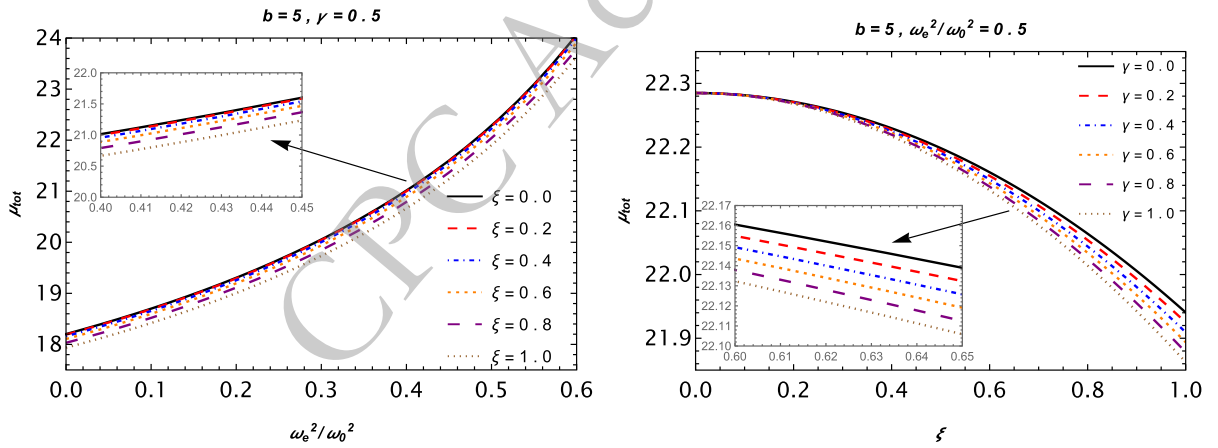 b = 5 , γ = 0 . 5
24
23
22
21
20
19
18
μtot
0.0 0.1 0.2 0.3 0.4 0.5 0.6
ωe²/ω0²
22.0
21.5
21.0
20.5
20.0
0.40 0.41 0.42 0.43 0.44 0.45
ξ = 0 . 0
ξ = 0 . 2
ξ = 0 . 4
ξ = 0 . 6
ξ = 0 . 8
ξ = 1 . 0
CPC Ac
b = 5 , ωe²/ω0² = 0 . 5
22.3
22.2
22.1
22.0
21.9
μtot
0.0 0.2 0.4 0.6 0.8 1.0
ξ
γ = 0 . 0
γ = 0 . 2
γ = 0 . 4
γ = 0 . 6
γ = 0 . 8
γ = 1 . 0
22.17
22.16
22.15
22.14
22.13
22.12
22.11
22.10
0.60 0.61 0.62 0.63 0.64 0.65